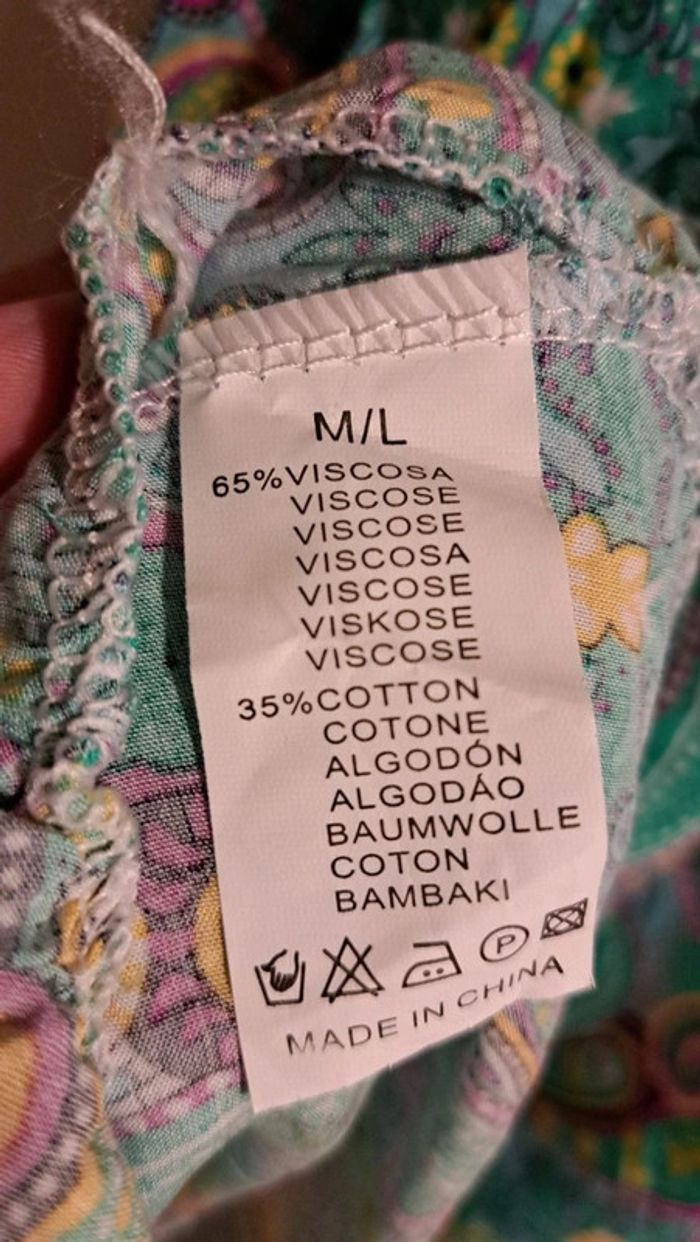 M/L
65%VISCOSA
VISCOSE
VISCOSE
VISCOSA
VISCOSE
VISKOSE
VISCOSE
35%COTTON
COTONE
ALGODÓN
ALGODÁO
BAUMWOLLE
COTON
BAMBAKI
P
MADE IN CHINA